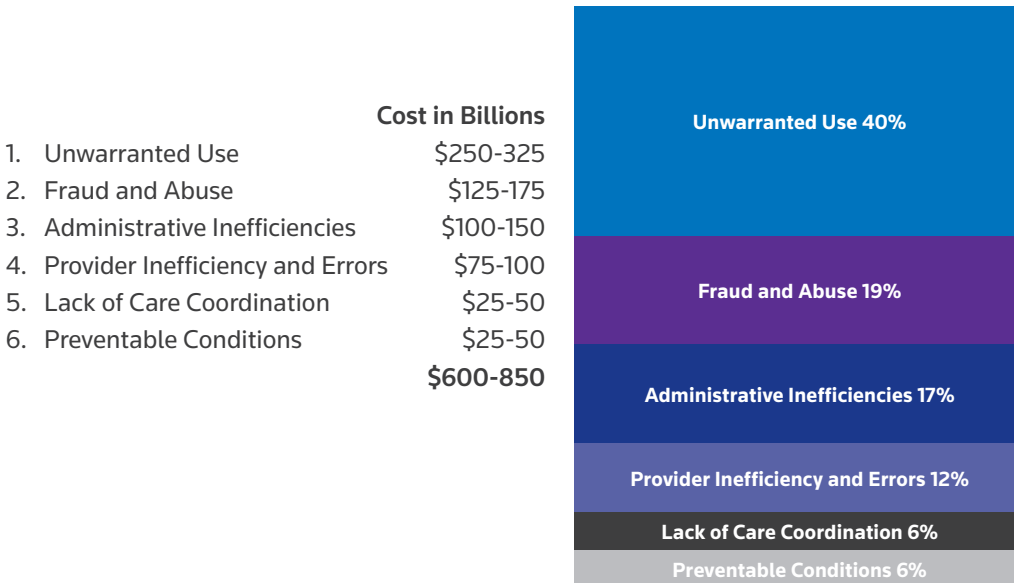 Cost in Billions
1. Unwarranted Use $250-325
2. Fraud and Abuse $125-175
3. Administrative Inefficiencies $100-150
4. Provider Inefficiency and Errors $75-100
5. Lack of Care Coordination $25-50
6. Preventable Conditions $25-50
$600-850
Unwarranted Use 40%
Fraud and Abuse 19%
Administrative Inefficiencies 17%
Provider Inefficiency and Errors 12%
Lack of Care Coordination 6%
Preventable Conditions 6%